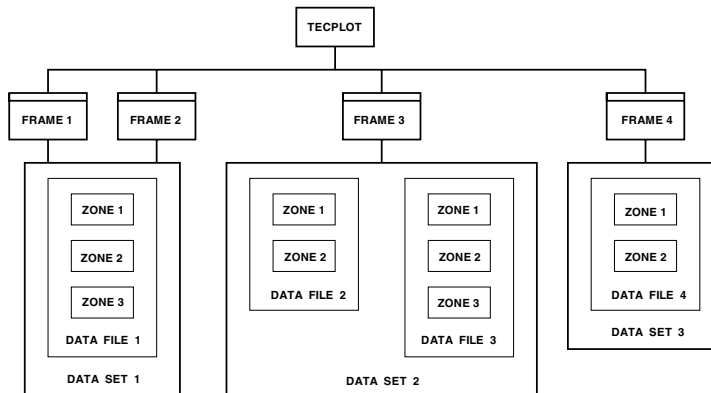 TECPLOT
FRAME 1
FRAME 2
FRAME 3
FRAME 4
ZONE 1
ZONE 2
ZONE 3
DATA FILE 1
DATA SET 1
ZONE 1
ZONE 2
DATA FILE 2
ZONE 1
ZONE 2
ZONE 3
DATA FILE 3
DATA SET 2
ZONE 1
ZONE 2
DATA FILE 4
DATA SET 3